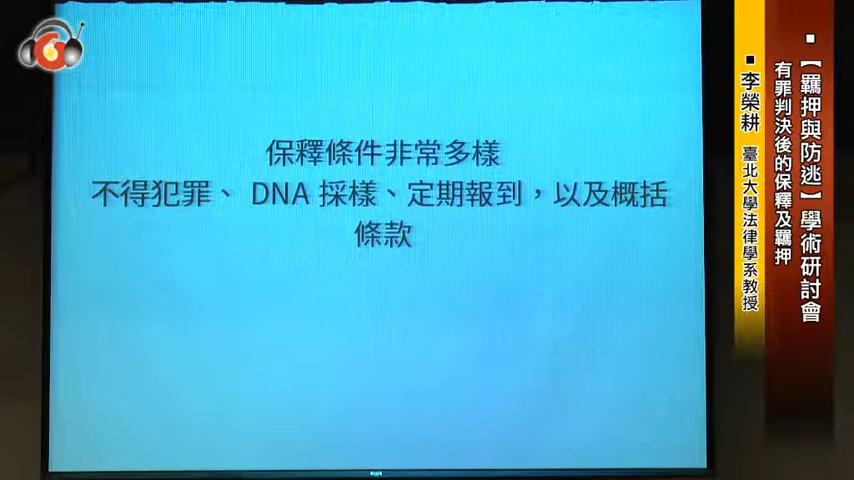 保釋條件非常多樣
不得犯罪、 DNA 採樣、定期報到，以及概括
條款
【羈押與防逃】學術研討會
有罪判決後的保釋及羈押
李榮耕 臺北大學法律學系教授